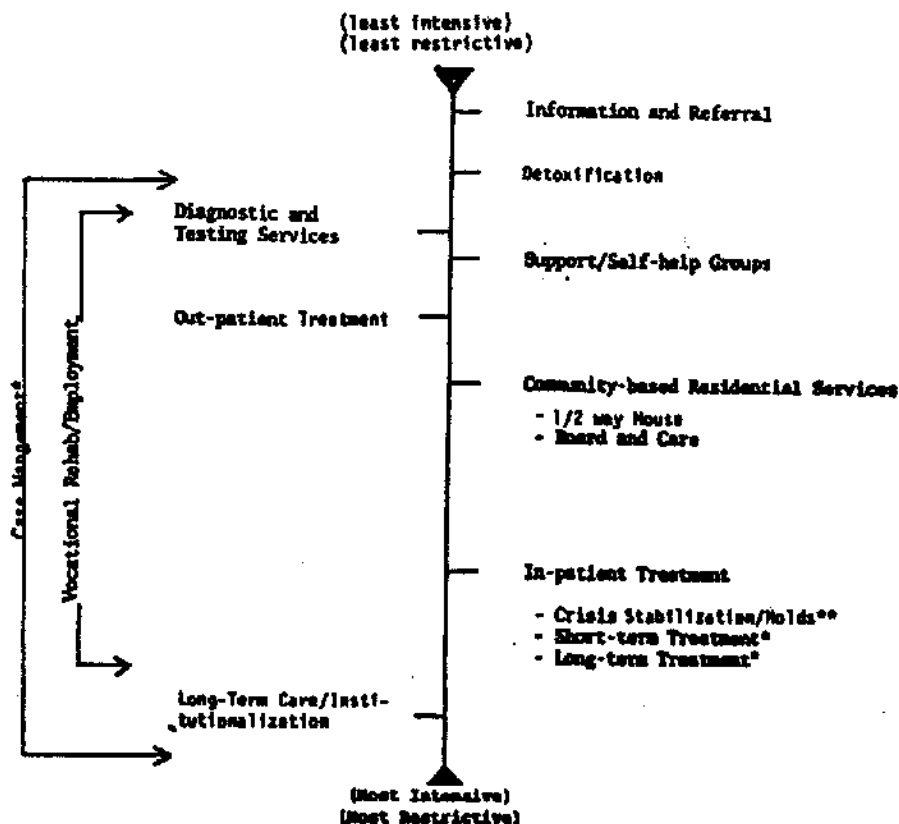 (least intensive)
(least restrictive)
Information and Referral
Detoxification
Diagnostic and
Testing Services
Support/Self-help Groups
Out-patient Treatment
Community-based Residential Services
- 1/2 way House
- Board and Care
Case Mangement*
Vocational Rehab/Employment
In-patient Treatment
- Crisis Stabilization/Holds**
- Short-term Treatment*
- Long-term Treatment*
Long-Term Care/Insti-
tutionalization
(Most Intensive)
(Most Restrictive)